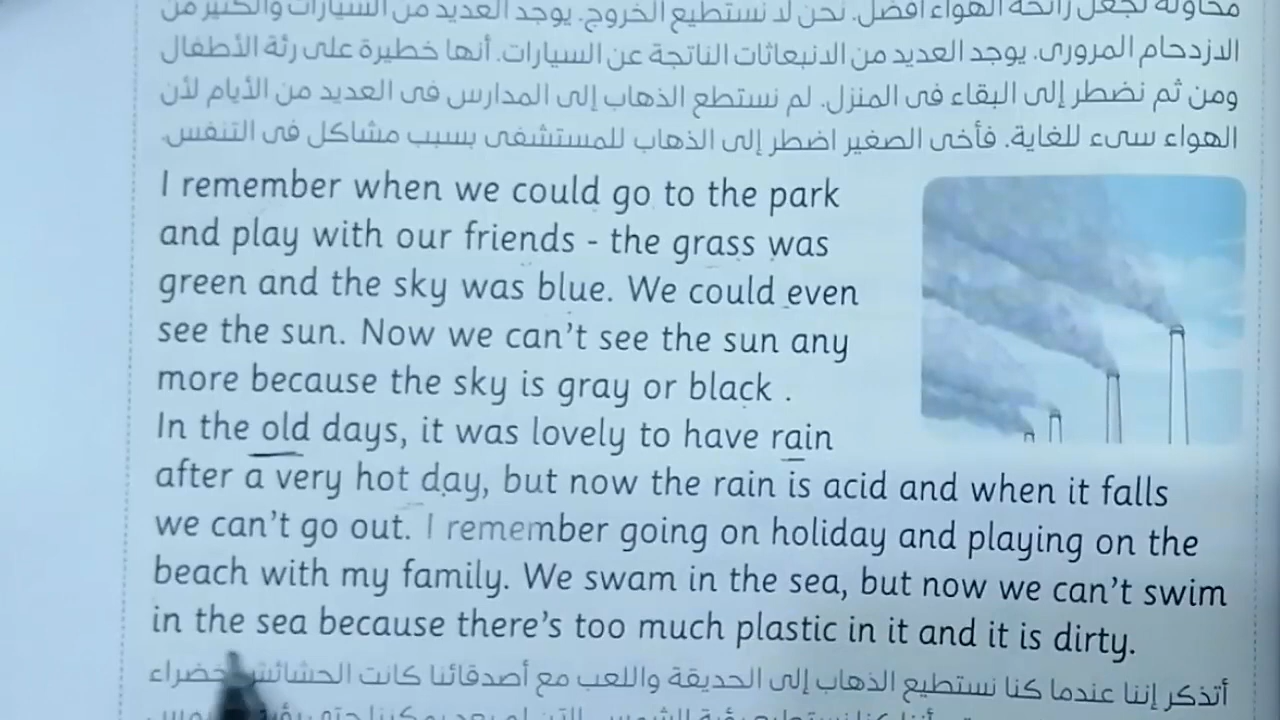 محاولة لجعل رائحة الهواء أفضل. نحن لا نستطيع الخروج. يوجد العديد من السيارات والكثير من
الازدحام المرورى. يوجد العديد من الانبعاثات الناتجة عن السيارات. أنها خطيرة على رئة الأطفال
ومن ثم نضطر إلى البقاء فى المنزل. لم نستطع الذهاب إلى المدارس فى العديد من الأيام لأن
الهواء سىء للغاية. فأخى الصغير اضطر إلى الذهاب للمستشفى بسبب مشاكل فى التنفس.
I remember when we could go to the park
and play with our friends - the grass was
green and the sky was blue. We could even
see the sun. Now we can't see the sun any
more because the sky is gray or black .
In the old days, it was lovely to have rain
after a very hot day, but now the rain is acid and when it falls
we can't go out. I remember going on holiday and playing on the
beach with my family. We swam in the sea, but now we can't swim
in the sea because there's too much plastic in it and it is dirty.
أتذكر إننا عندما كنا نستطيع الذهاب إلى الحديقة واللعب مع أصدقائنا كانت الحشائش خضراء